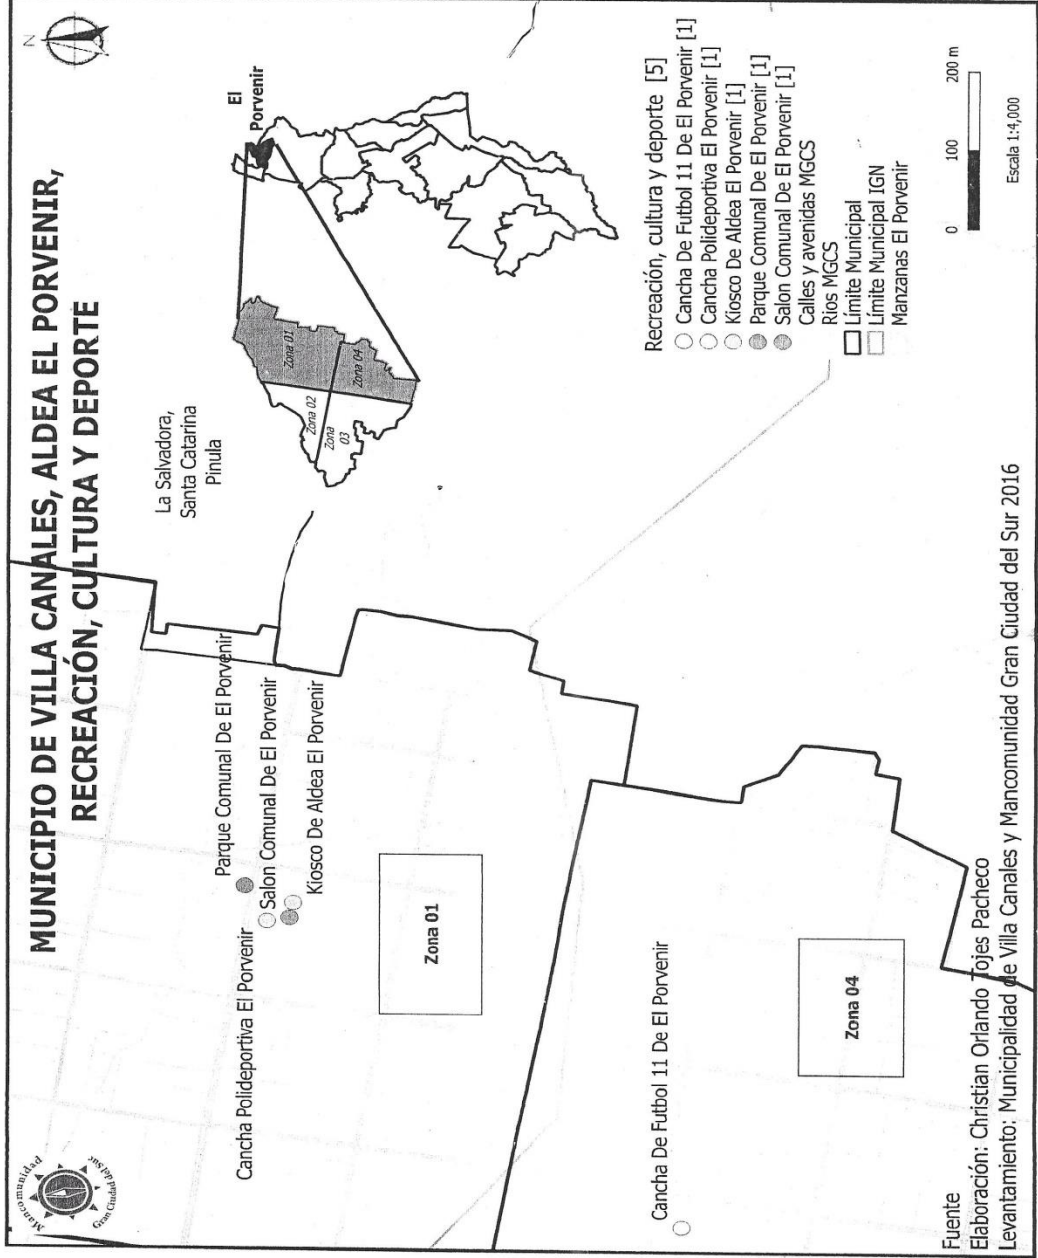 MUNICIPIO DE VILLA CANALES, ALDEA EL PORVENIR,
RECREACIÓN, CULTURA Y DEPORTE
Mancomunidad
Gran Ciudad del Sur
N
La Salvadora,
Santa Catarina
Pinula
El
Porvenir
Zona 01
Zona 02
Zona
03
Zona 04
Parque Comunal De El Porvenir
Cancha Polideportiva El Porvenir
Salon Comunal De El Porvenir
Kiosco De Aldea El Porvenir
Zona 01
Cancha De Futbol 11 De El Porvenir
Zona 04
Recreación, cultura y deporte [5]
Cancha De Futbol 11 De El Porvenir [1]
Cancha Polideportiva El Porvenir [1]
Kiosco De Aldea El Porvenir [1]
Parque Comunal De El Porvenir [1]
Salon Comunal De El Porvenir [1]
Calles y avenidas MGCS
Rios MGCS
Límite Municipal
Límite Municipal IGN
Manzanas El Porvenir
0 100 200 m
Escala 1:4,000
Fuente
Elaboración: Christian Orlando Tojes Pacheco
Levantamiento: Municipalidad de Villa Canales y Mancomunidad Gran Ciudad del Sur 2016